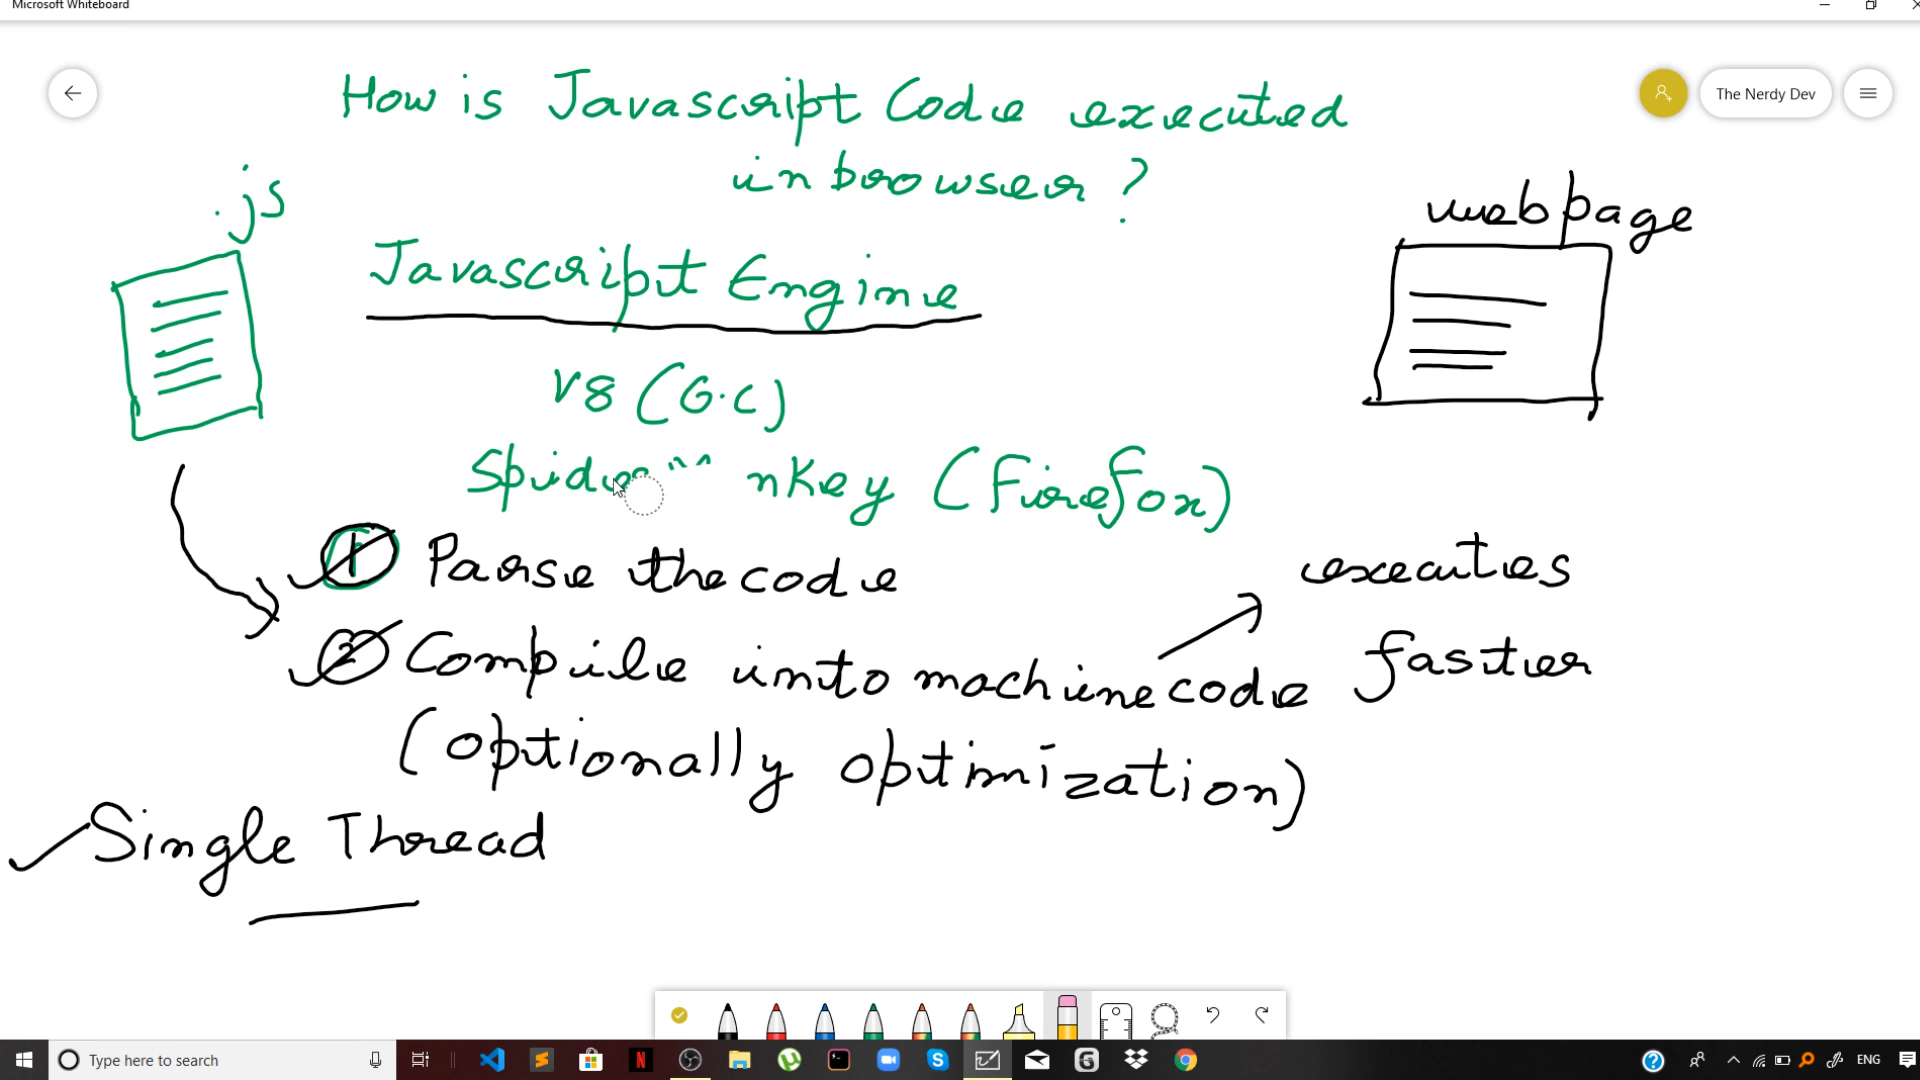 Microsoft Whiteboard
The Nerdy Dev
How is Javascript Code executed
in browser ?
.js
webpage
Javascript Engine
V8 (G.C)
nkey (Firefox)
1 Parse the code
executes
2 Compile into machine code
faster
(optionally optimization)
Single Thread
Type here to search
ENG